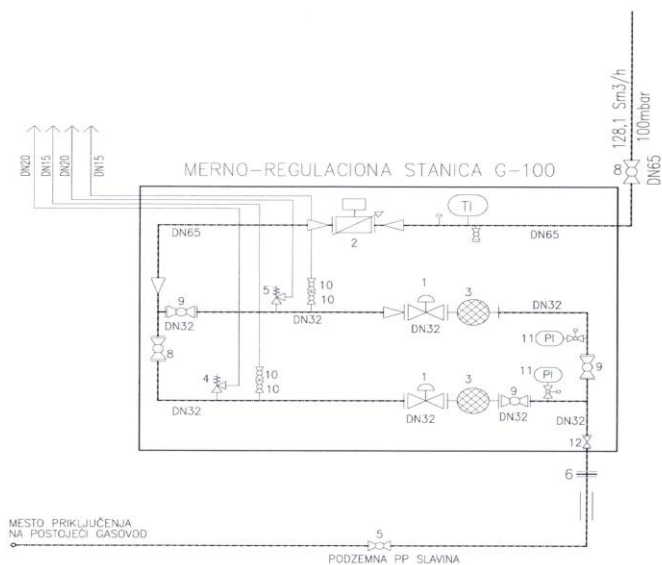 128,1 Sm3/h
100mbar
8
DN65
DN20
DN15
DN20
DN15
MERNO-REGULACIONA STANICA G-100
TI
DN65
2
DN65
9
DN32
5
10
10
DN32
1
DN32
3
DN32
8
11
PI
9
4
10
10
DN32
1
DN32
3
9
DN32
11
PI
DN32
12
6
MESTO PRIKLJUČENJA
NA POSTOJEĆI GASOVOD
5
PODZEMNA PP SLAVINA